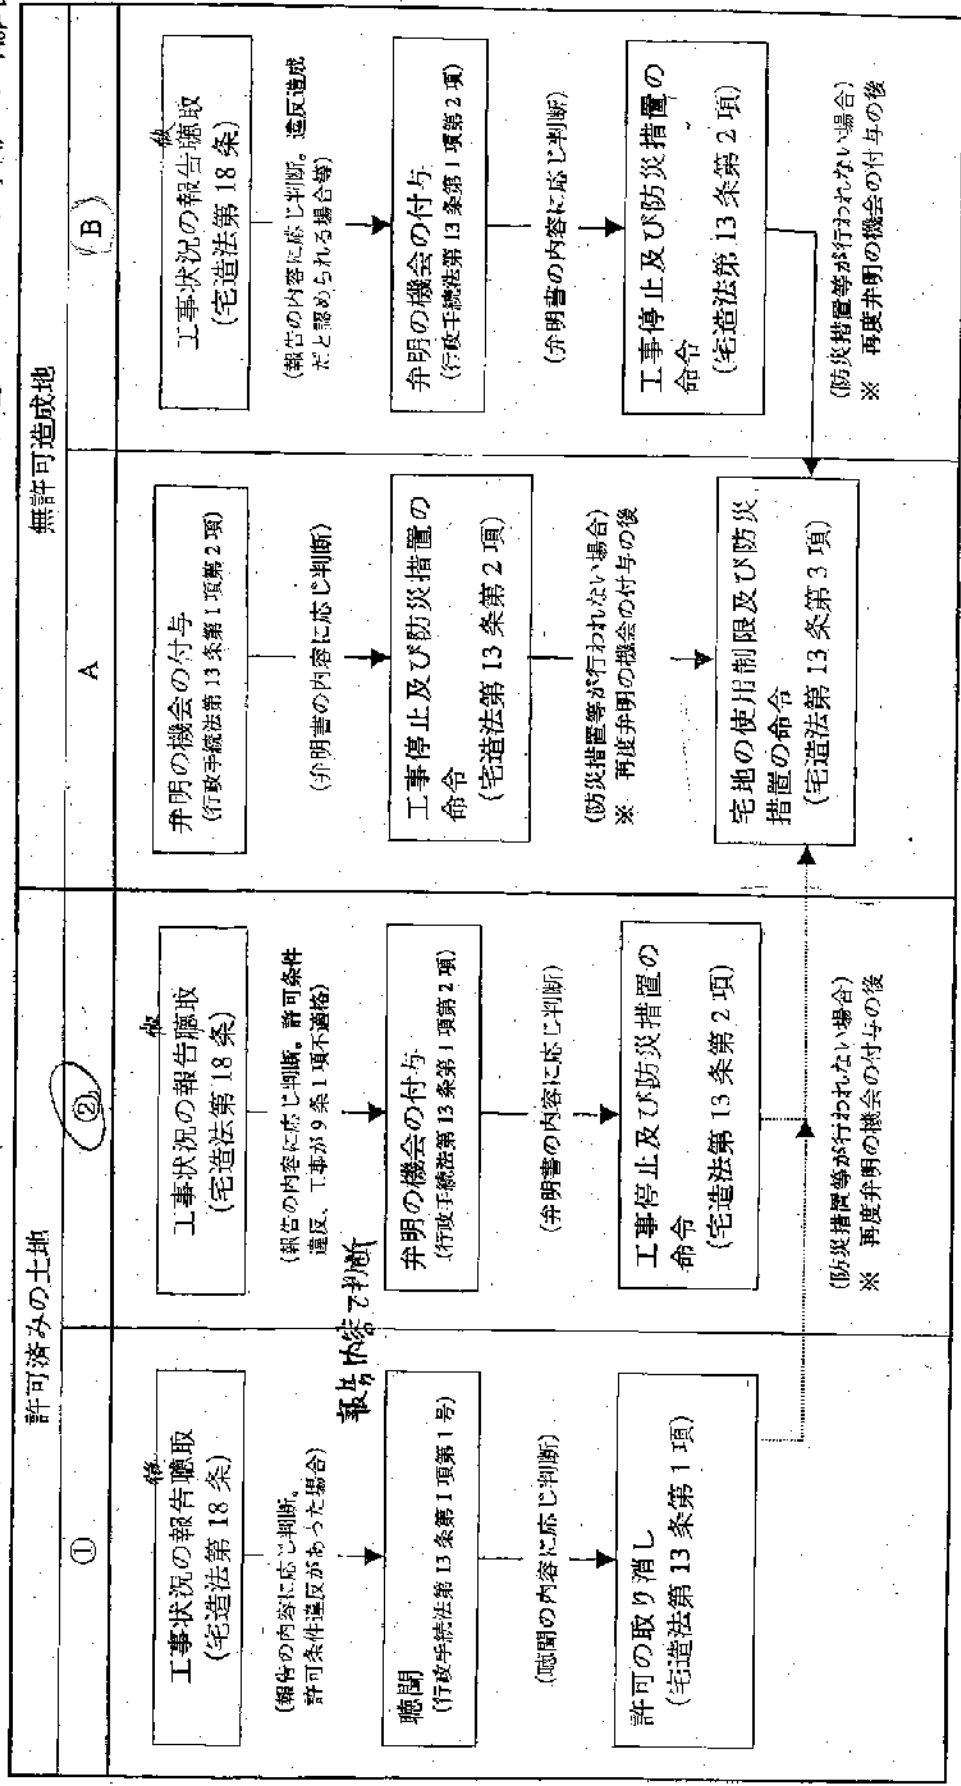 許可済みの土地
無許可造成地
①
②
A
B
工事状況の報告聴取
(宅造法第18条)
(報告の内容に応じ判断。
許可条件違反があった場合)
聴聞
(行政手続法第13条第1項第1号)
(聴聞の内容に応じ判断)
許可の取り消し
(宅造法第13条第1項)
工事状況の報告聴取
(宅造法第18条)
(報告の内容に応じ判断。許可条件
違反、工事が9条1項不適格)
報告内容で判断
弁明の機会の付与
(行政手続法第13条第1項第2項)
(弁明書の内容に応じ判断)
工事停止及び防災措置の
命令
(宅造法第13条第2項)
(防災措置等が行われない場合)
※ 再度弁明の機会の付与の後
弁明の機会の付与
(行政手続法第13条第1項第2項)
(弁明書の内容に応じ判断)
工事停止及び防災措置の
命令
(宅造法第13条第2項)
(防災措置等が行われない場合)
※ 再度弁明の機会の付与の後
宅地の使用制限及び防災
措置の命令
(宅造法第13条第3項)
工事状況の報告聴取
(宅造法第18条)
(報告の内容に応じ判断。違反造成
だと認められる場合等)
弁明の機会の付与
(行政手続法第13条第1項第2項)
(弁明書の内容に応じ判断)
工事停止及び防災措置の
命令
(宅造法第13条第2項)
(防災措置等が行われない場合)
※ 再度弁明の機会の付与の後